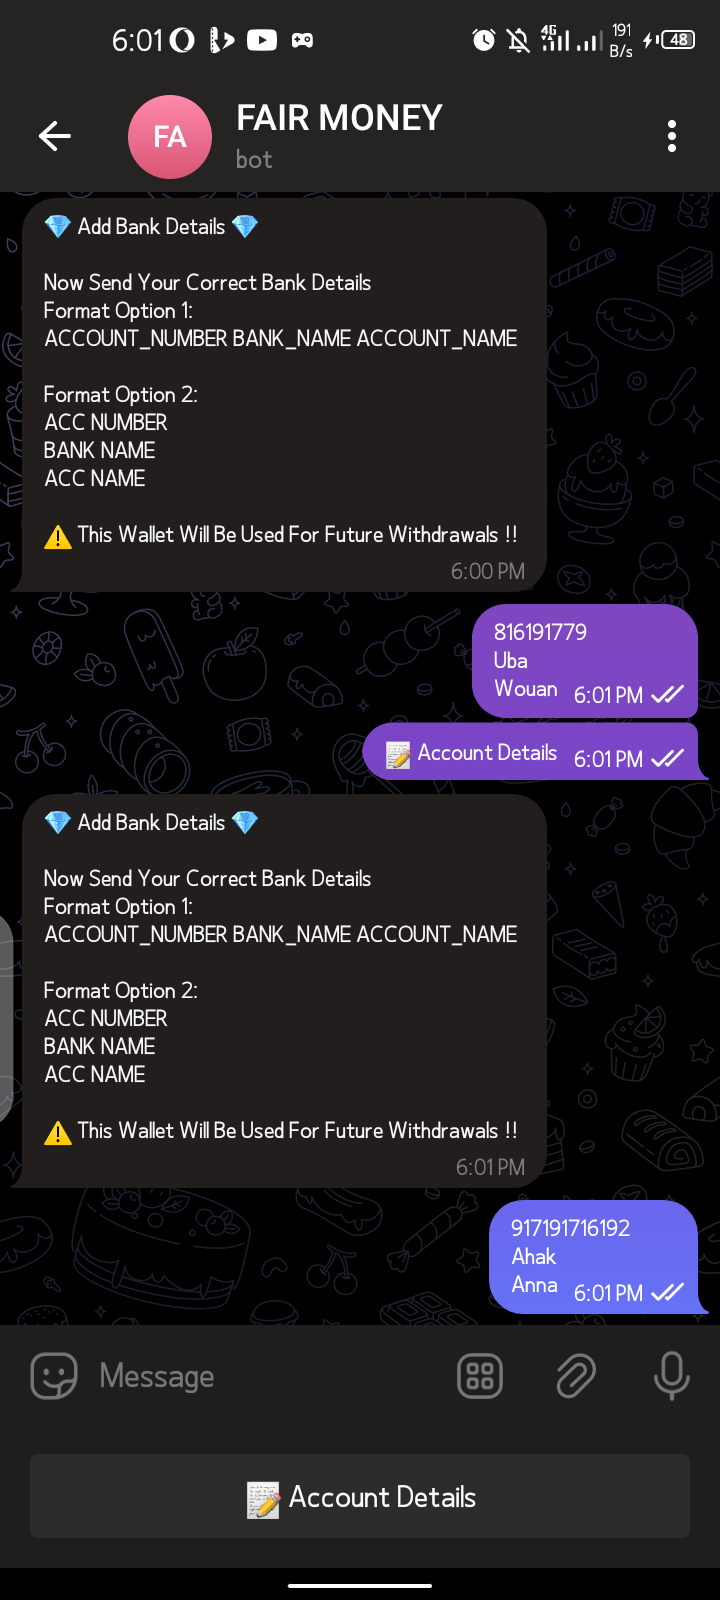 6:01
4G
191
B/s
48
FA
FAIR MONEY
bot
💎 Add Bank Details 💎
Now Send Your Correct Bank Details
Format Option 1:
ACCOUNT_NUMBER BANK_NAME ACCOUNT_NAME
Format Option 2:
ACC NUMBER
BANK NAME
ACC NAME
⚠️ This Wallet Will Be Used For Future Withdrawals !!
6:00 PM
816191779
Uba
Wouan 6:01 PM
📝 Account Details 6:01 PM
💎 Add Bank Details 💎
Now Send Your Correct Bank Details
Format Option 1:
ACCOUNT_NUMBER BANK_NAME ACCOUNT_NAME
Format Option 2:
ACC NUMBER
BANK NAME
ACC NAME
⚠️ This Wallet Will Be Used For Future Withdrawals !!
6:01 PM
917191716192
Ahak
Anna 6:01 PM
Message
📝 Account Details